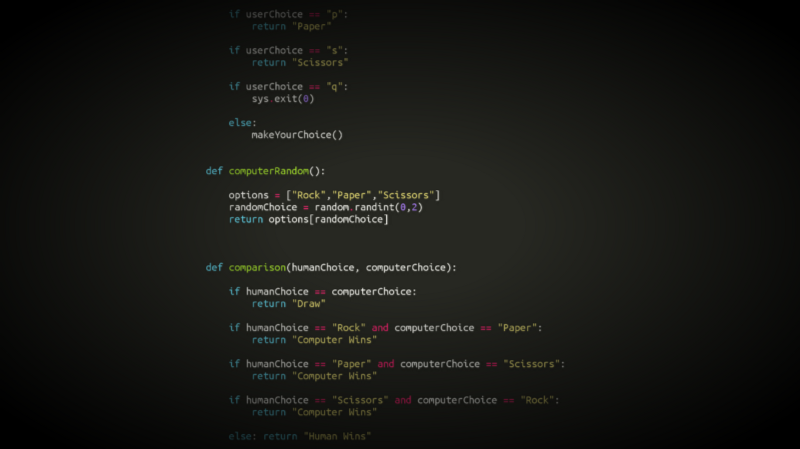 if userChoice == "p":
return "Paper"
if userChoice == "s":
return "Scissors"
if userChoice == "q":
sys.exit(0)
else:
makeYourChoice()
def computerRandom():
options = ["Rock","Paper","Scissors"]
randomChoice = random.randint(0,2)
return options[randomChoice]
def comparison(humanChoice, computerChoice):
if humanChoice == computerChoice:
return "Draw"
if humanChoice == "Rock" and computerChoice == "Paper":
return "Computer Wins"
if humanChoice == "Paper" and computerChoice == "Scissors":
return "Computer Wins"
if humanChoice == "Scissors" and computerChoice == "Rock":
return "Computer Wins"
else: return "Human Wins"